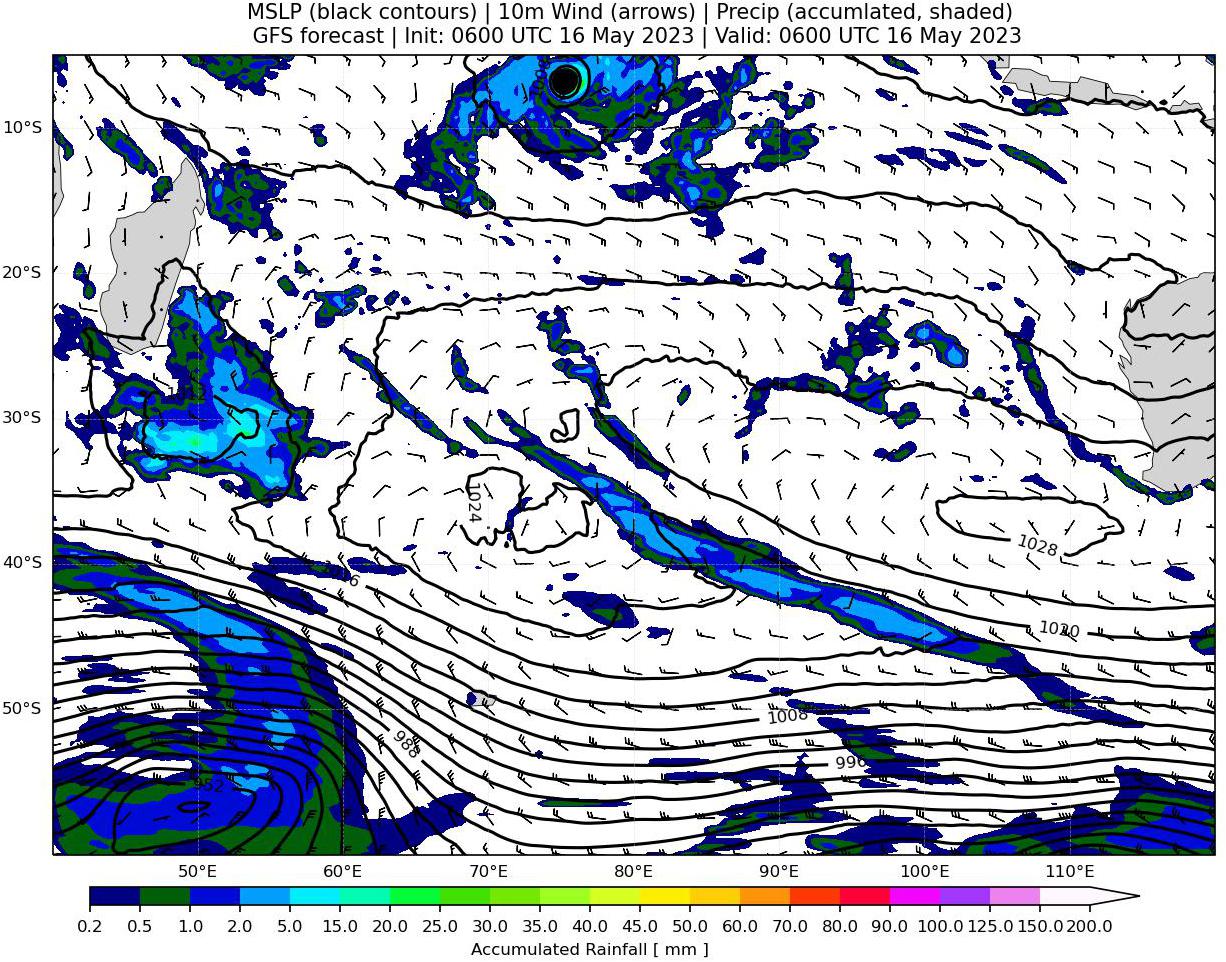 MSLP (black contours) | 10m Wind (arrows) | Precip (accumlated, shaded)
GFS forecast | Init: 0600 UTC 16 May 2023 | Valid: 0600 UTC 16 May 2023
10°S
20°S
30°S
1024
1028
40°S
1016
1020
50°S
1008
988
996
952
50°E 60°E 70°E 80°E 90°E 100°E 110°E
0.2 0.5 1.0 2.0 5.0 15.0 20.0 25.0 30.0 35.0 40.0 45.0 50.0 60.0 70.0 80.0 90.0 100.0 125.0 150.0 200.0
Accumulated Rainfall [ mm ]